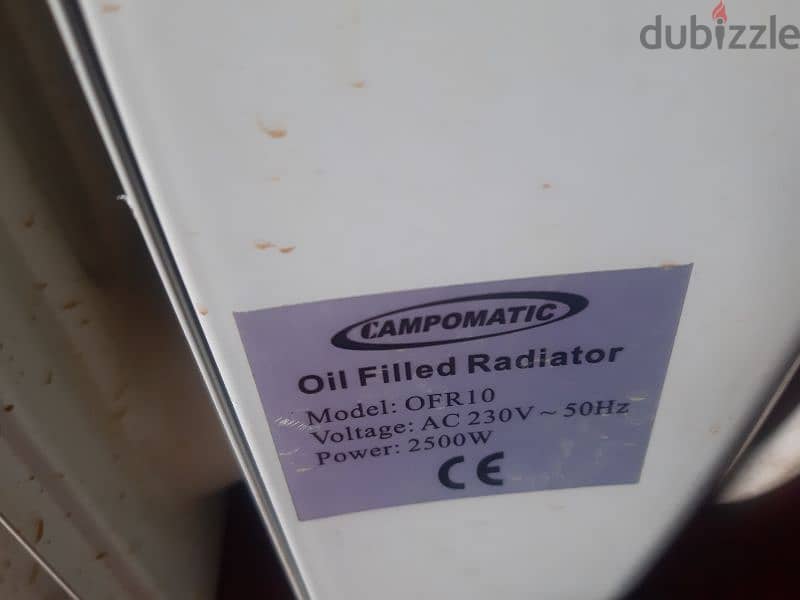 dubizzle
CAMPOMATIC
Oil Filled Radiator
Model: OFR10
Voltage: AC 230V ~ 50Hz
Power: 2500W
CE